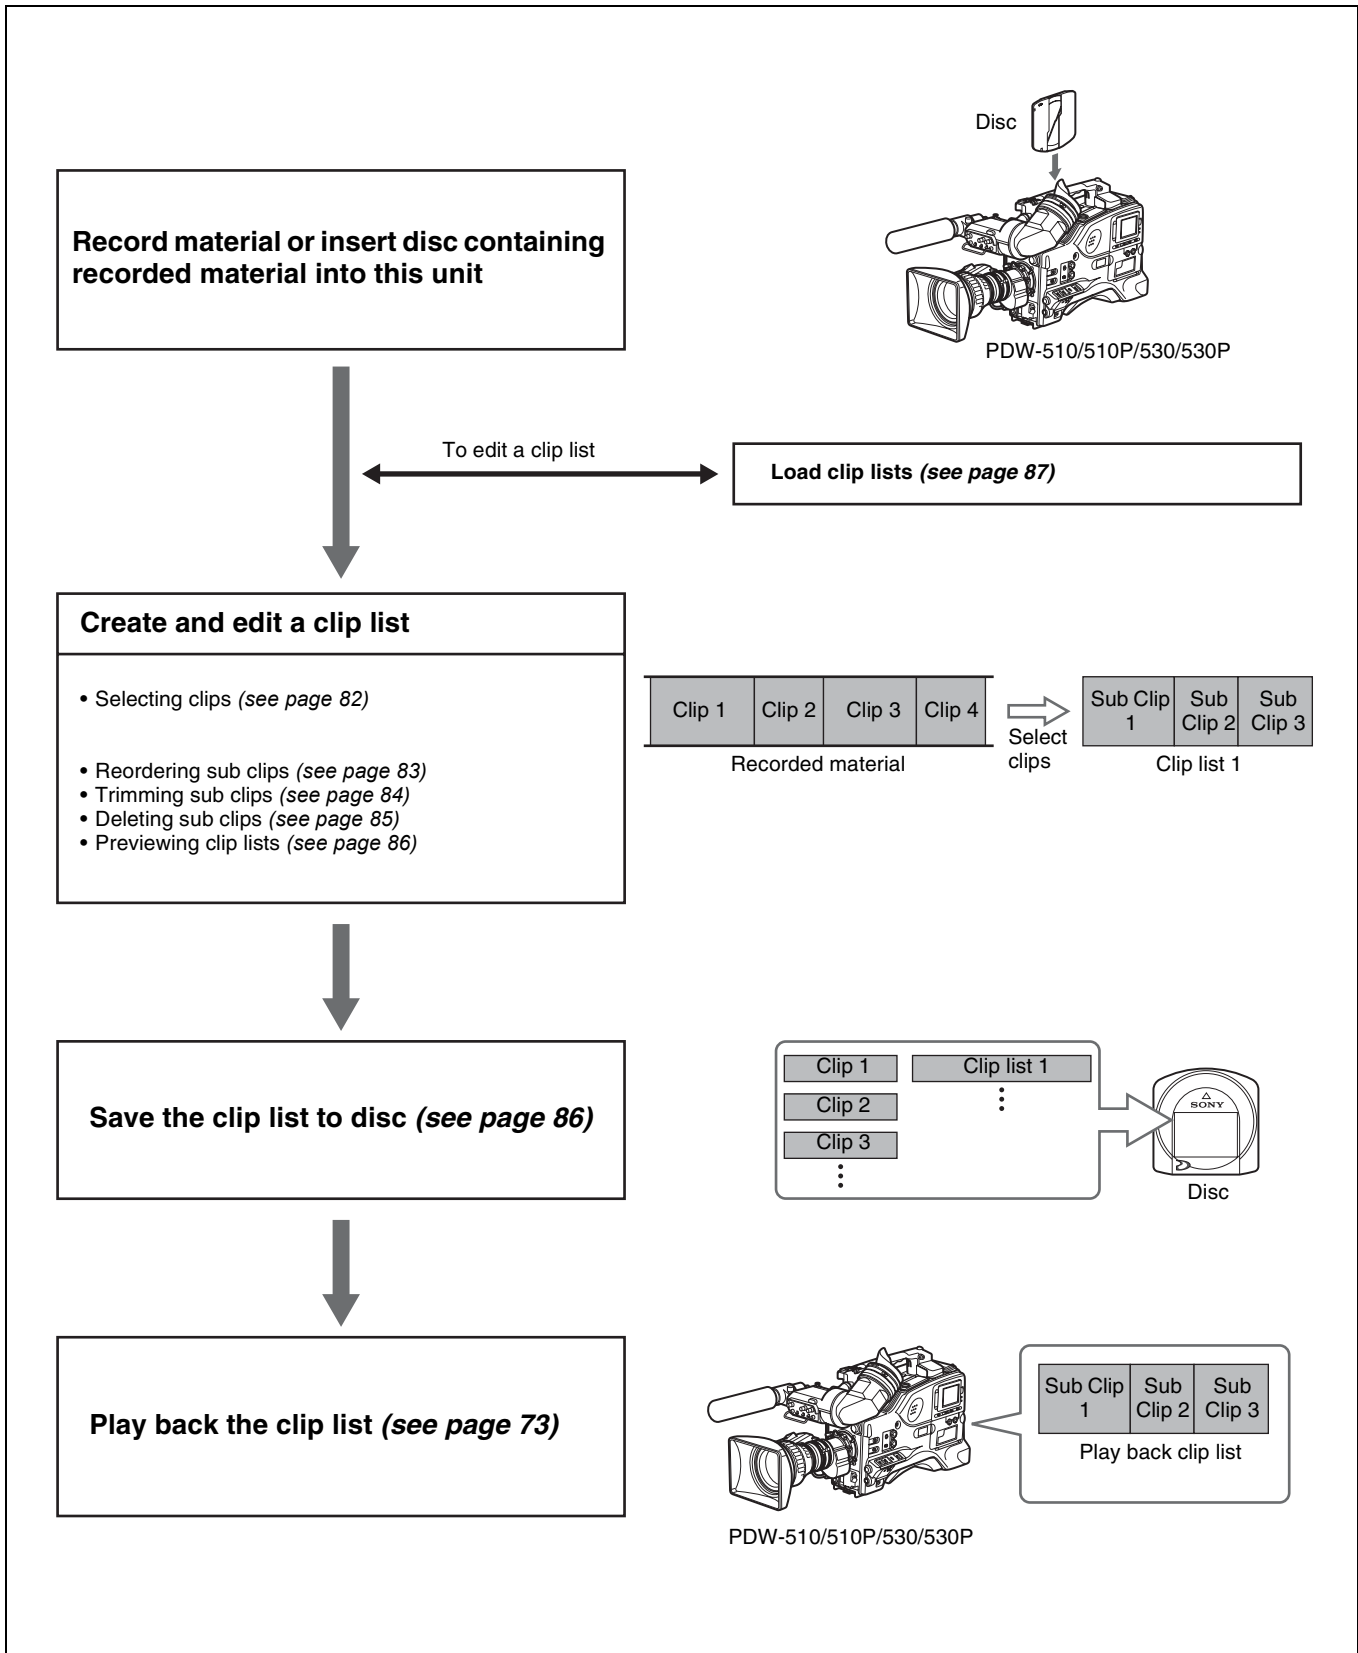 Disc
Record material or insert disc containing
recorded material into this unit
PDW-510/510P/530/530P
To edit a clip list
Load clip lists (see page 87)
Create and edit a clip list
• Selecting clips (see page 82)
• Reordering sub clips (see page 83)
• Trimming sub clips (see page 84)
• Deleting sub clips (see page 85)
• Previewing clip lists (see page 86)
Clip 1
Clip 2
Clip 3
Clip 4
Recorded material
Select
clips
Sub Clip
1
Sub
Clip 2
Sub
Clip 3
Clip list 1
Save the clip list to disc (see page 86)
Clip 1
Clip 2
Clip 3
Clip list 1
SONY
Disc
Play back the clip list (see page 73)
Sub Clip
1
Sub
Clip 2
Sub
Clip 3
Play back clip list
PDW-510/510P/530/530P